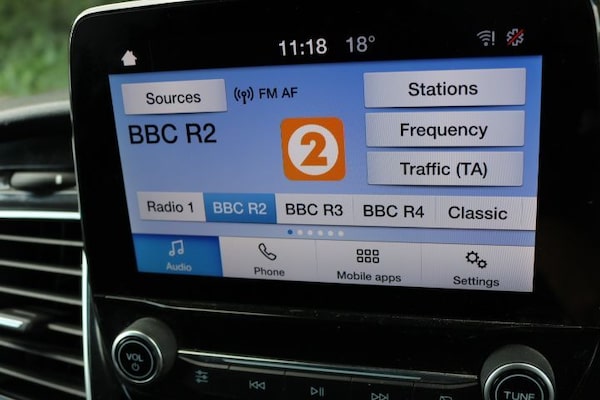 11:18 18°
Sources
FM AF
Stations
BBC R2
2
Frequency
Traffic (TA)
Radio 1 BBC R2 BBC R3 BBC R4 Classic
Audio Phone Mobile apps Settings
VOL
TUNE